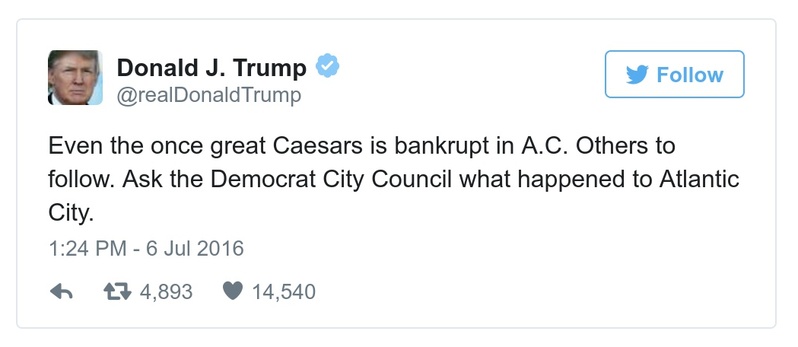 Donald J. Trump
@realDonaldTrump
Follow
Even the once great Caesars is bankrupt in A.C. Others to
follow. Ask the Democrat City Council what happened to Atlantic
City.
1:24 PM - 6 Jul 2016
4,893 14,540